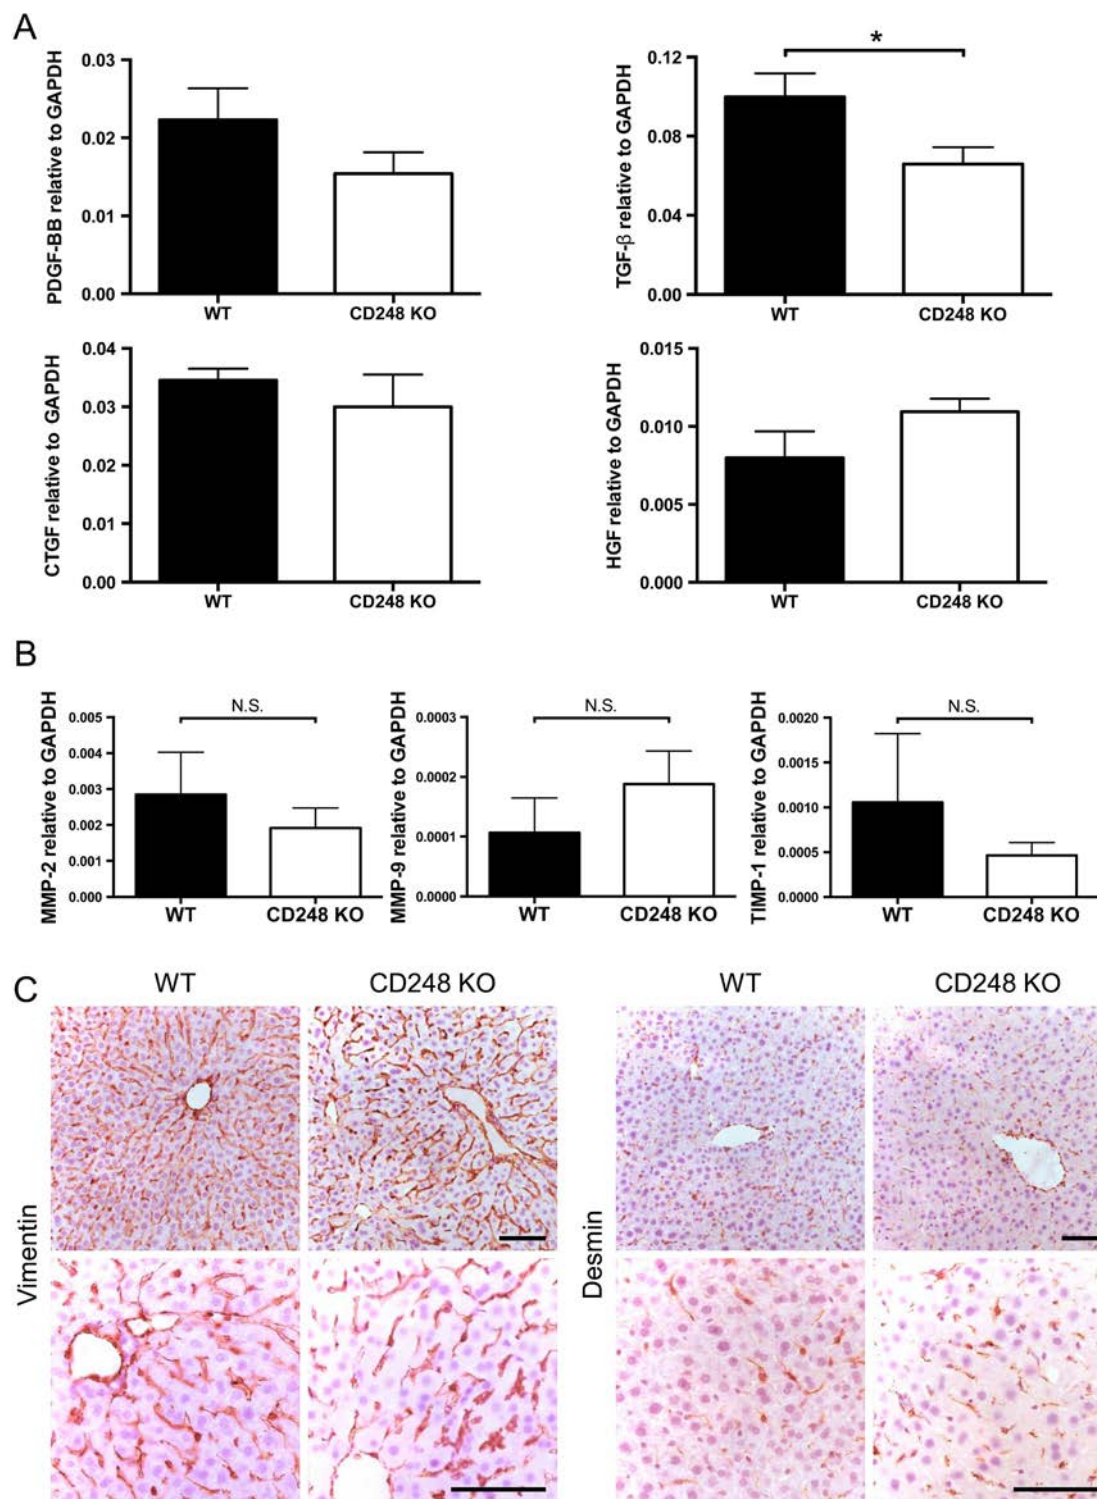 A
PDGF-BB relative to GAPDH
0.03
0.02
0.01
0.00
WT
CD248 KO
TGF-β relative to GAPDH
0.12
0.08
0.04
0.00
*
WT
CD248 KO
CTGF relative to GAPDH
0.04
0.03
0.02
0.01
0.00
WT
CD248 KO
HGF relative to GAPDH
0.015
0.010
0.005
0.000
WT
CD248 KO
B
MMP-2 relative to GAPDH
0.005
0.004
0.003
0.002
0.001
0.000
N.S.
WT
CD248 KO
MMP-9 relative to GAPDH
0.0003
0.0002
0.0001
0.0000
N.S.
WT
CD248 KO
TIMP-1 relative to GAPDH
0.0020
0.0015
0.0010
0.0005
0.0000
N.S.
WT
CD248 KO
C
WT
CD248 KO
WT
CD248 KO
Vimentin
Desmin